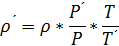 ρ´ = ρ * P´/P * T/T´